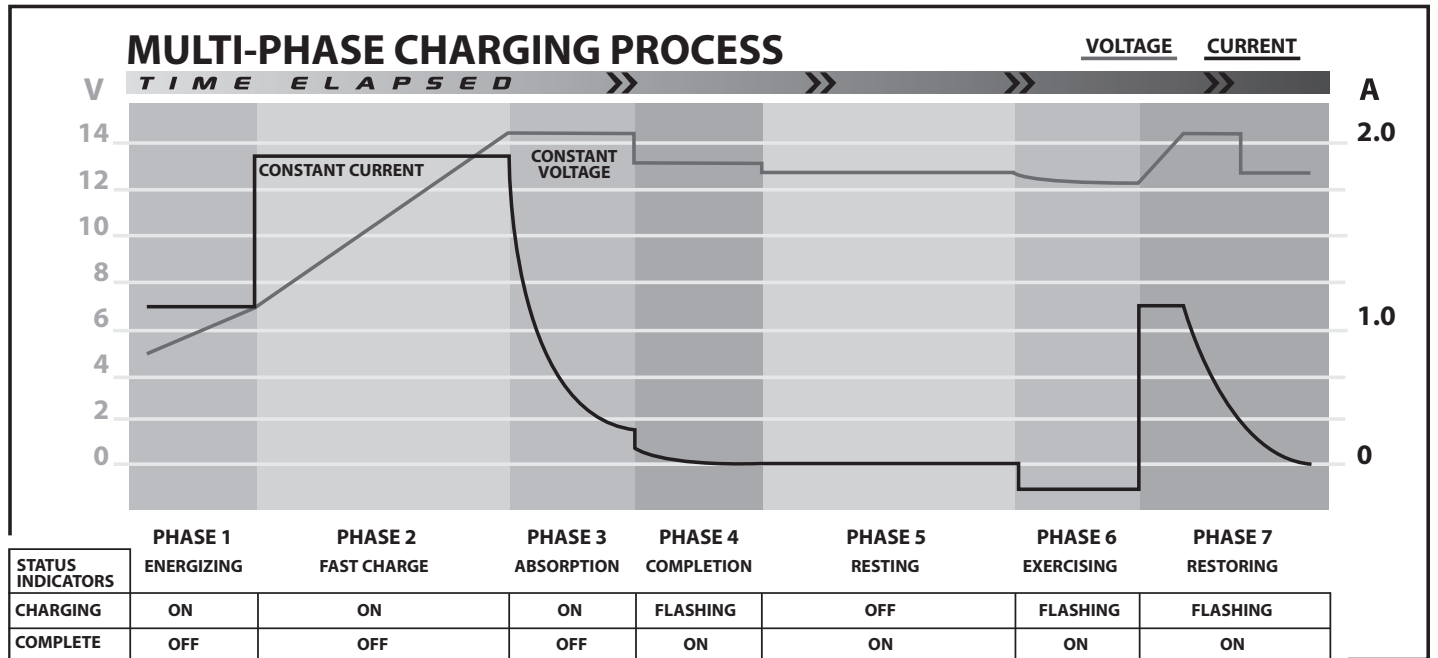 MULTI-PHASE CHARGING PROCESS
VOLTAGE CURRENT
TIME ELAPSED
V
A
14
12
10
8
6
4
2
0
2.0
1.0
0
CONSTANT CURRENT
CONSTANT
VOLTAGE
PHASE 1 PHASE 2 PHASE 3 PHASE 4 PHASE 5 PHASE 6 PHASE 7
STATUS
INDICATORS
ENERGIZING FAST CHARGE ABSORPTION COMPLETION RESTING EXERCISING RESTORING
CHARGING ON ON ON FLASHING OFF FLASHING FLASHING
COMPLETE OFF OFF OFF ON ON ON ON